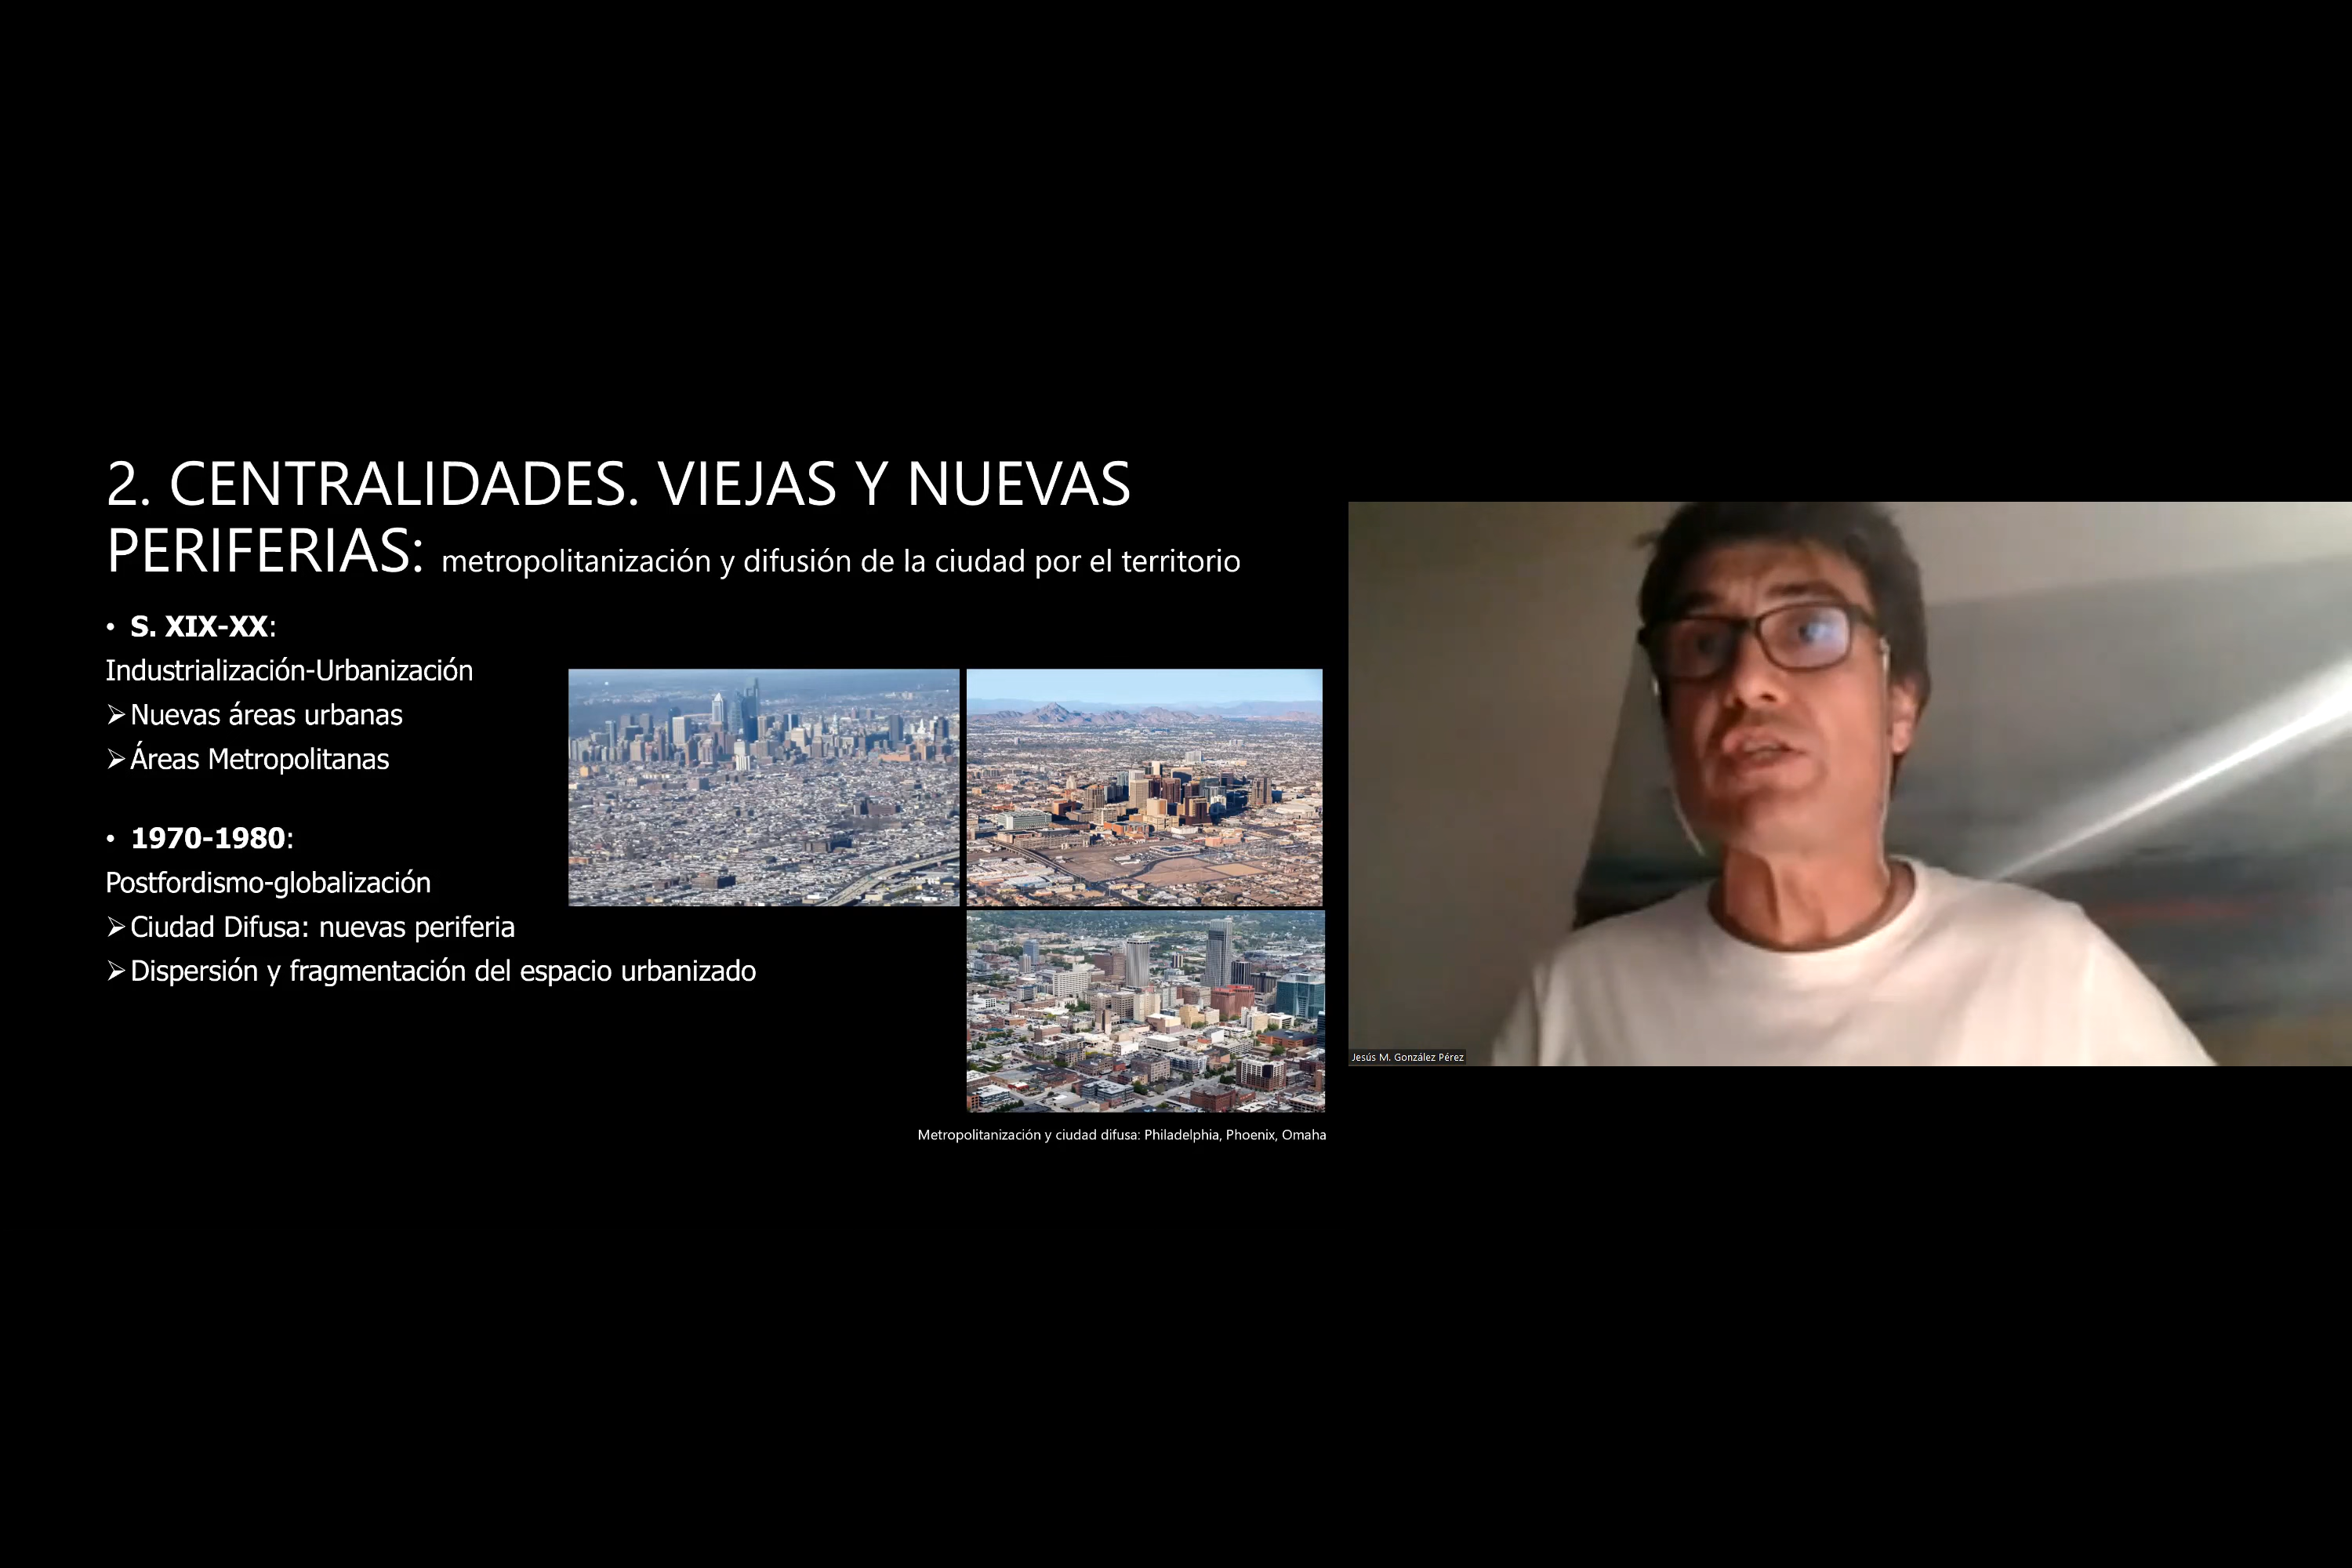 2. CENTRALIDADES. VIEJAS Y NUEVAS
PERIFERIAS: metropolitanización y difusión de la ciudad por el territorio
• S. XIX-XX:
Industrialización-Urbanización
➢Nuevas áreas urbanas
➢Áreas Metropolitanas
• 1970-1980:
Postfordismo-globalización
➢Ciudad Difusa: nuevas periferia
➢Dispersión y fragmentación del espacio urbanizado
Metropolitanización y ciudad difusa: Philadelphia, Phoenix, Omaha
Jesús M. González Pérez